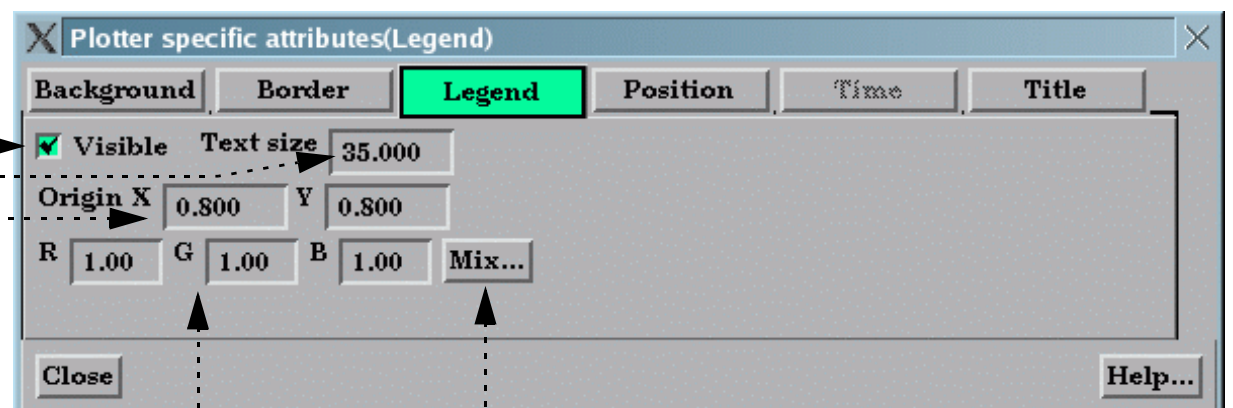 X Plotter specific attributes(Legend)
Background Border Legend Position Time Title
Visible Text size 35.000
Origin X 0.800 Y 0.800
R 1.00 G 1.00 B 1.00 Mix...
Close Help...